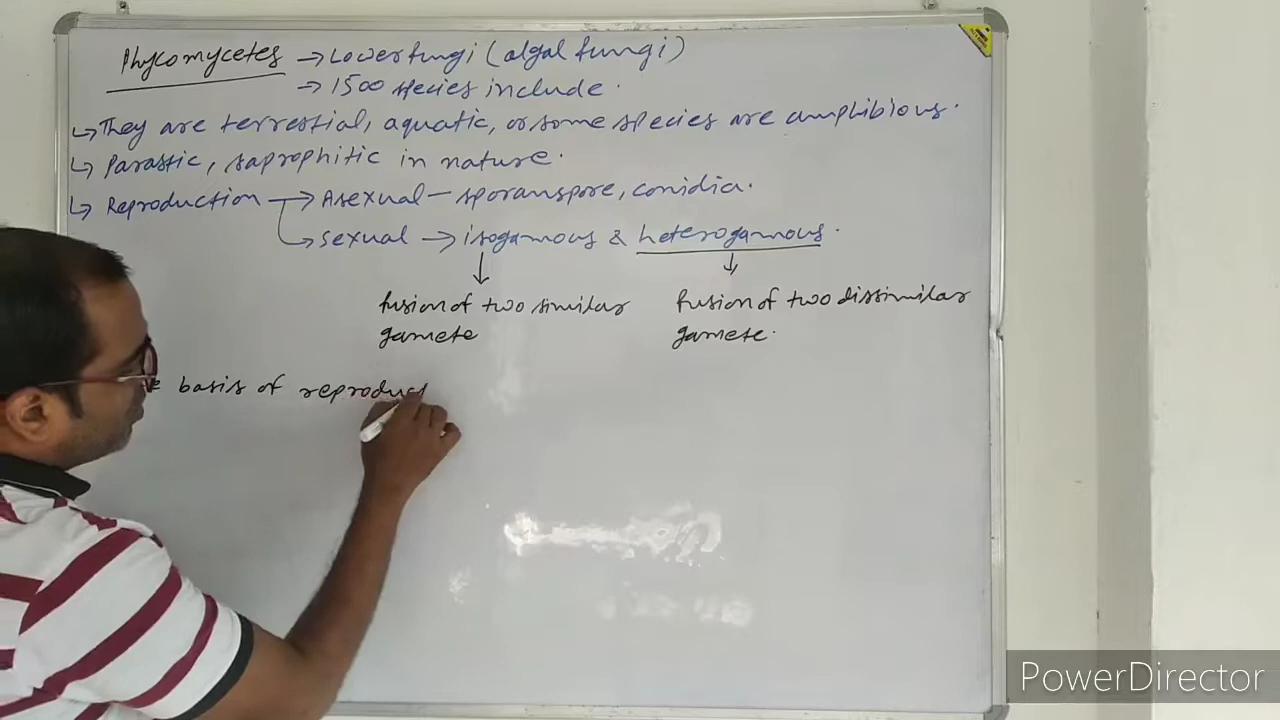 Phycomycetes → Lower fungi (algal fungi)
→ 1500 species include.
↳ They are terrestial, aquatic, or some species are amphibious.
↳ Parastic, saprophitic in nature.
↳ Reproduction → Asexual – sporanspore, conidia.
↳ sexual → isogamous & heterogamous.
fusion of two similar gamete
fusion of two dissimilar gamete.
basis of reproduct
PowerDirector